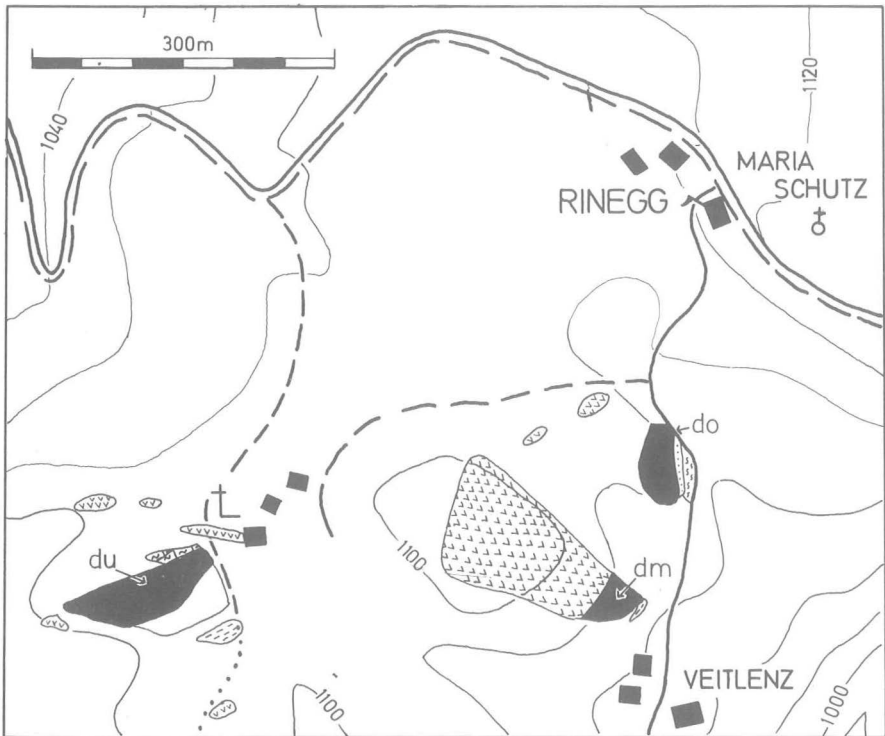 300m
1120
1040
MARIA
SCHUTZ
RINEGG
do
t
du
1100
dm
VEITLENZ
1100
1000